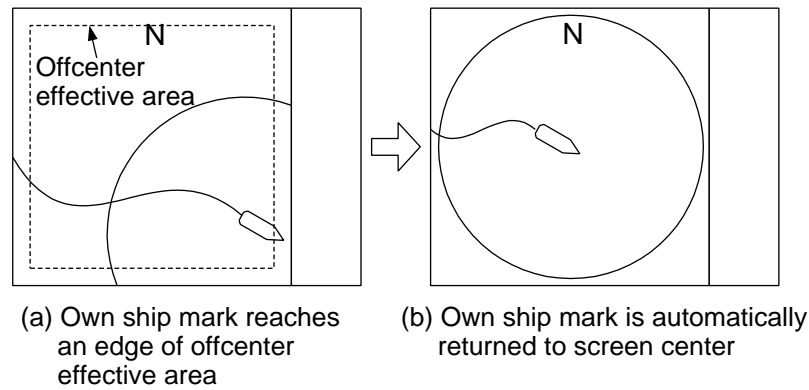 N
Offcenter
effective area
N
(a) Own ship mark reaches
an edge of offcenter
effective area
(b) Own ship mark is automatically
returned to screen center